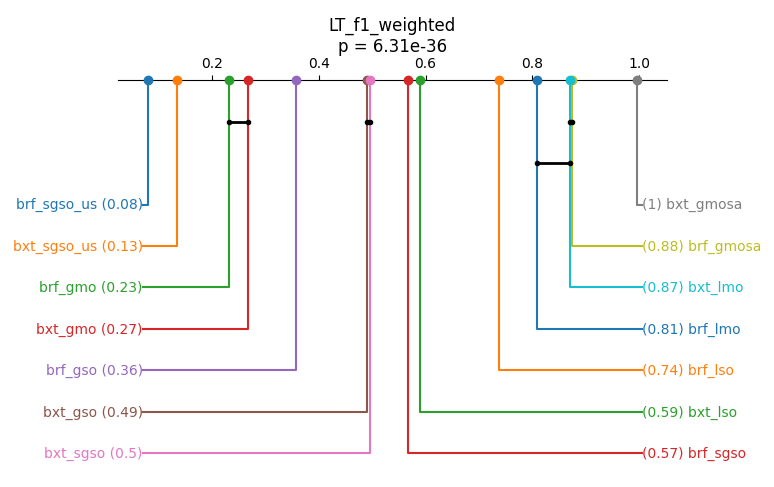 LT_f1_weighted
p = 6.31e-36
0.2 0.4 0.6 0.8 1.0
brf_sgso_us (0.08) (1) bxt_gmosa
bxt_sgso_us (0.13) (0.88) brf_gmosa
brf_gmo (0.23) (0.87) bxt_lmo
bxt_gmo (0.27) (0.81) brf_lmo
brf_gso (0.36) (0.74) brf_lso
bxt_gso (0.49) (0.59) bxt_lso
bxt_sgso (0.5) (0.57) brf_sgso